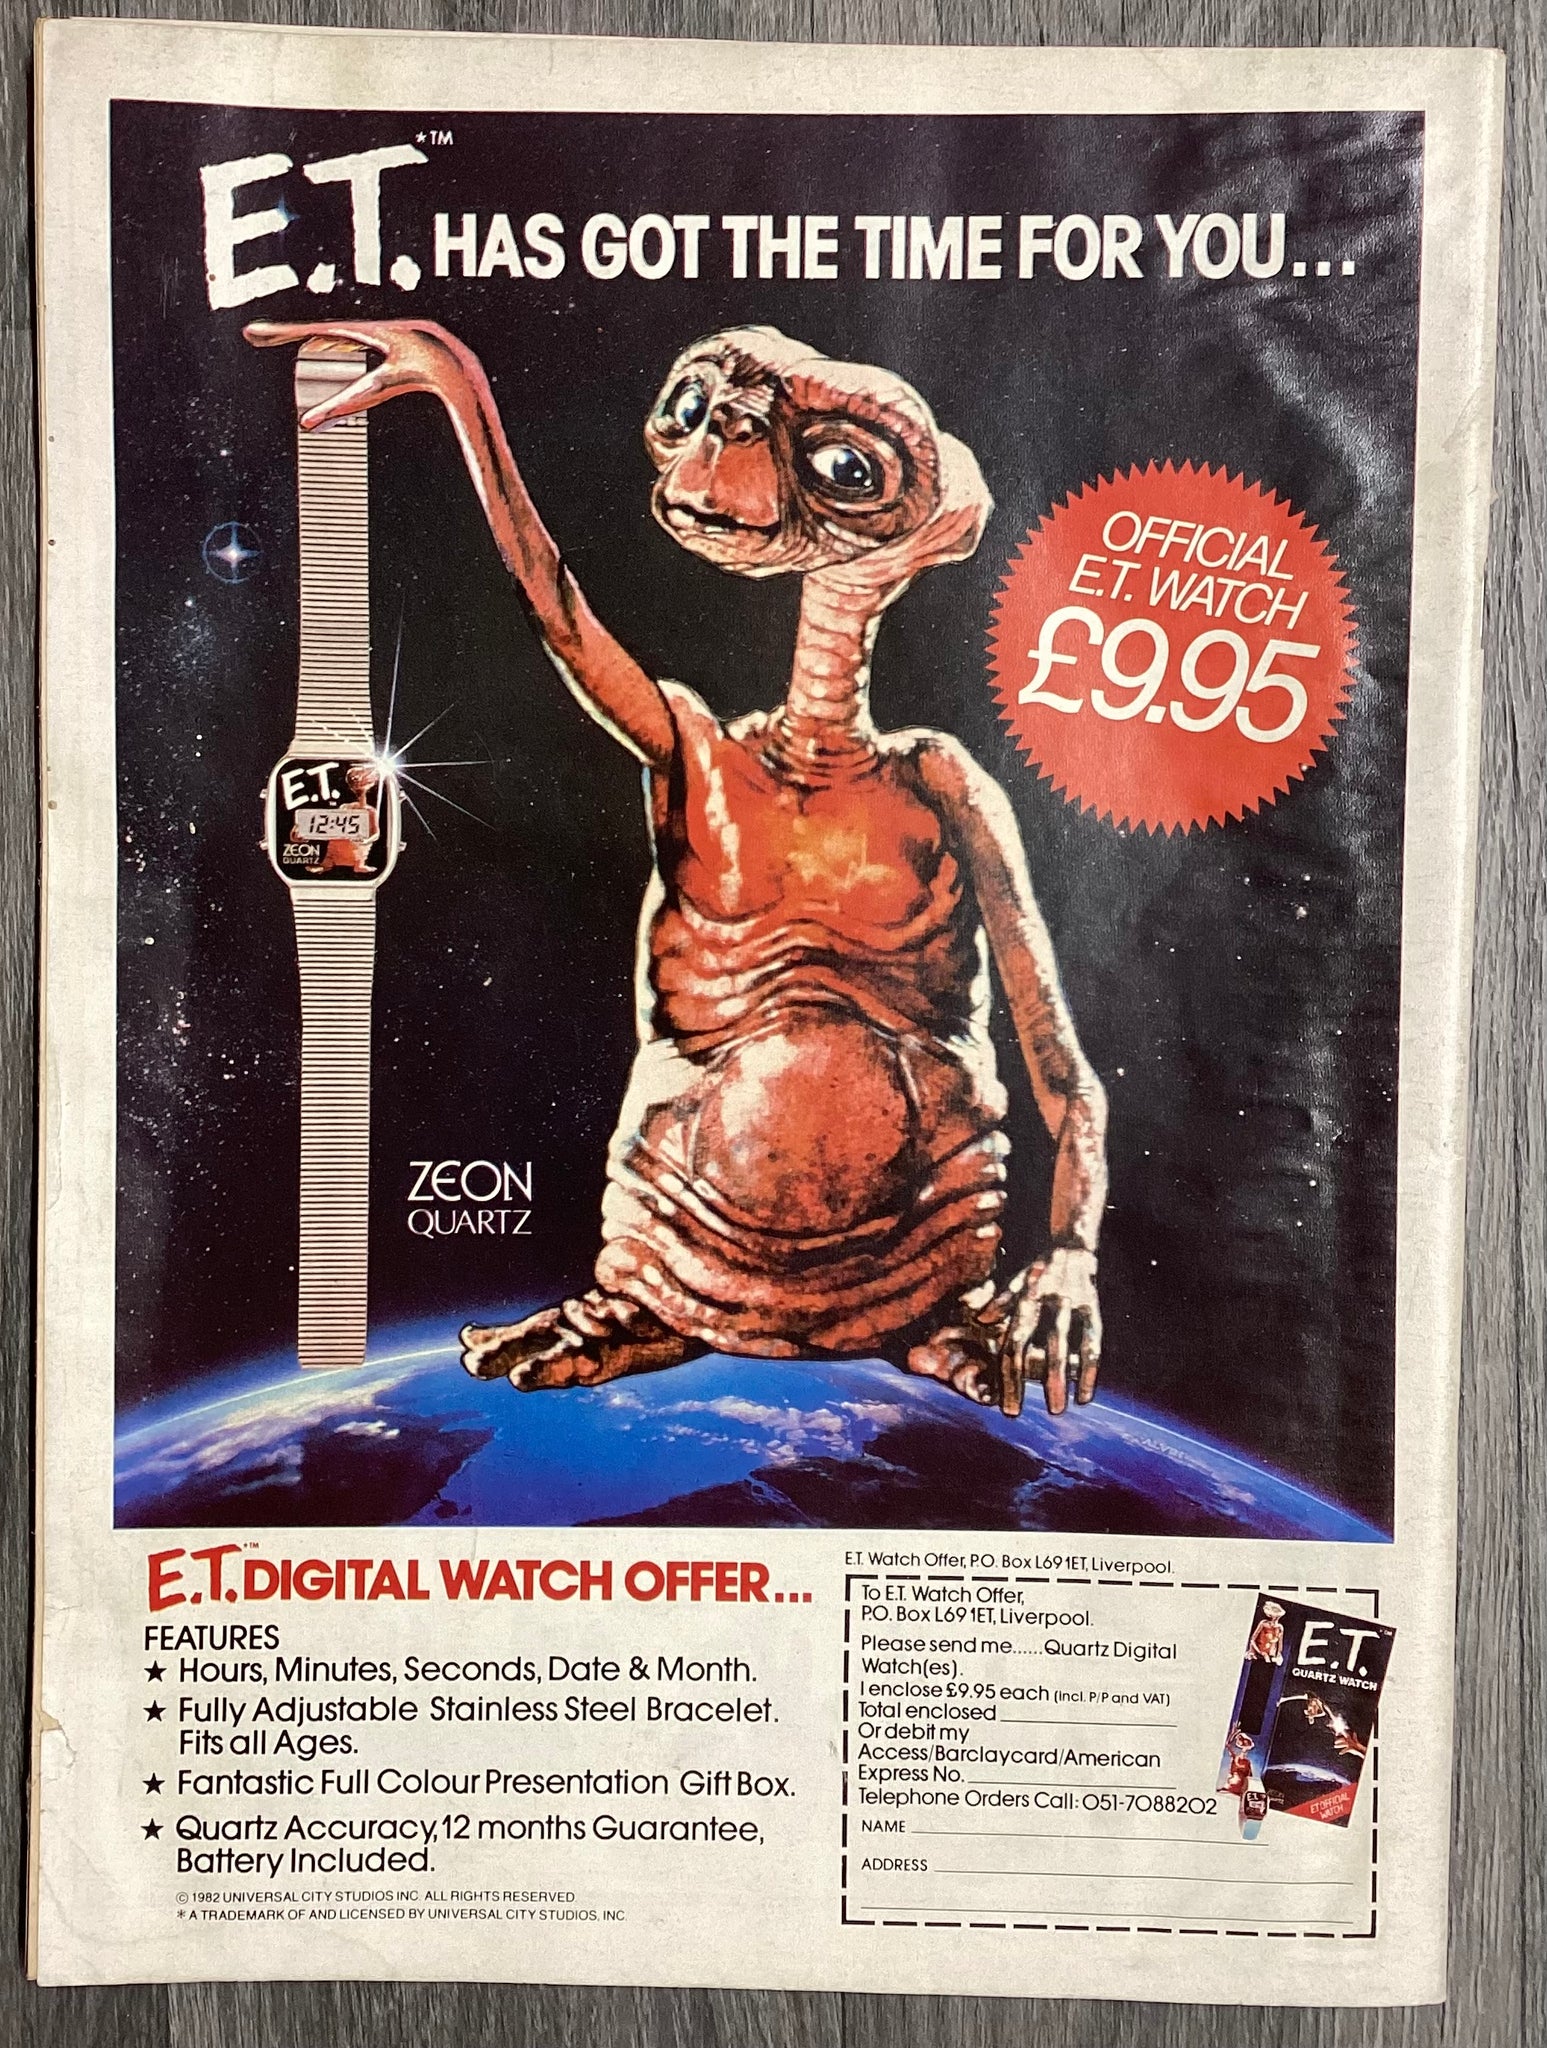 E.T.*™ HAS GOT THE TIME FOR YOU...
OFFICIAL
E.T. WATCH
£9.95
E.T.
12:45
ZEON
QUARTZ
ZEON
QUARTZ
E.T.*™ DIGITAL WATCH OFFER...
FEATURES
★ Hours, Minutes, Seconds, Date & Month.
★ Fully Adjustable Stainless Steel Bracelet.
Fits all Ages.
★ Fantastic Full Colour Presentation Gift Box.
★ Quartz Accuracy, 12 months Guarantee,
Battery Included.
© 1982 UNIVERSAL CITY STUDIOS INC. ALL RIGHTS RESERVED
* A TRADEMARK OF AND LICENSED BY UNIVERSAL CITY STUDIOS, INC.
E.T. Watch Offer, P.O. Box L69 1ET, Liverpool.
To E.T. Watch Offer,
P.O. Box L69 1ET, Liverpool.
Please send me......Quartz Digital
Watch(es).
I enclose £9.95 each (Incl. P/P and VAT)
Total enclosed
Or debit my
Access/Barclaycard/American
Express No.
Telephone Orders Call: 051-7088202
NAME
ADDRESS
E.T.
QUARTZ WATCH
E.T. OFFICIAL
WATCH